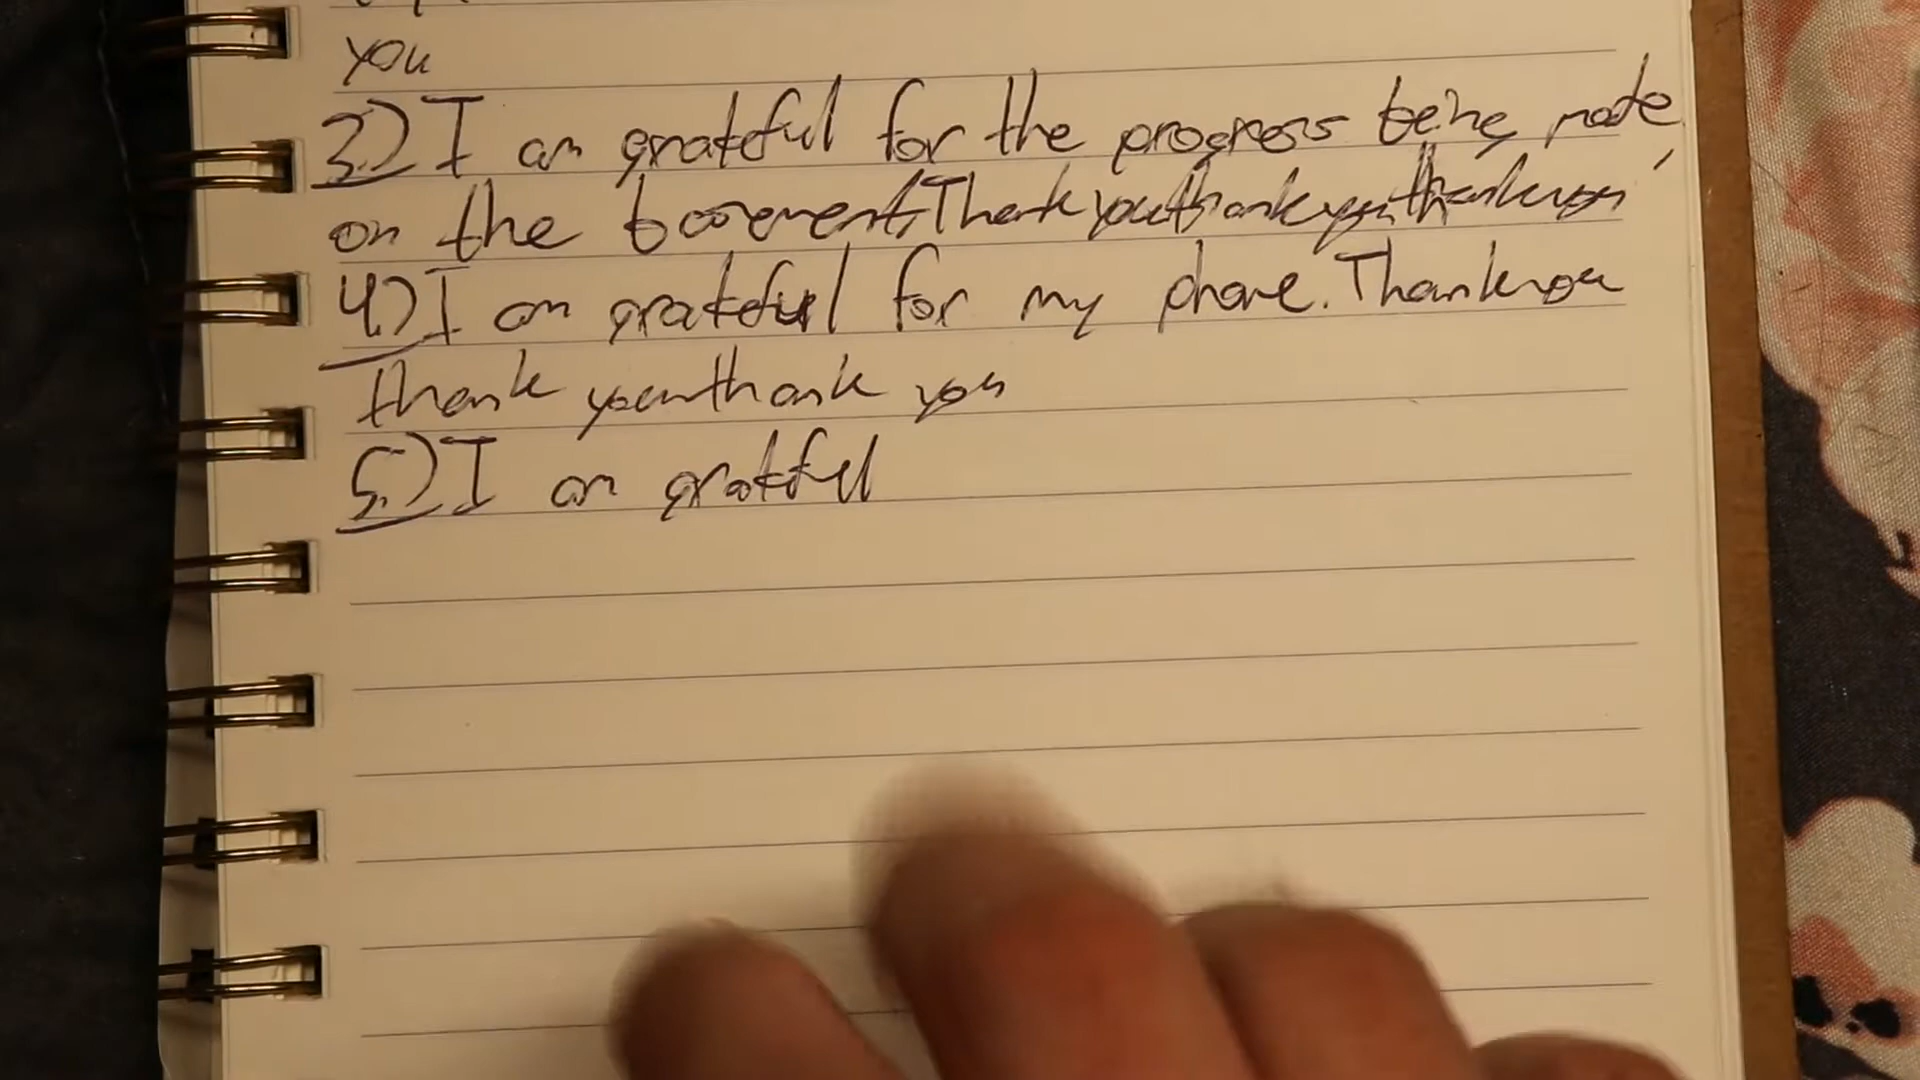 you
3.) I am grateful for the progress being made
on the basement. Thank you thank you thank you
4.) I am grateful for my phone. Thank you
thank you thank you
5.) I am grateful